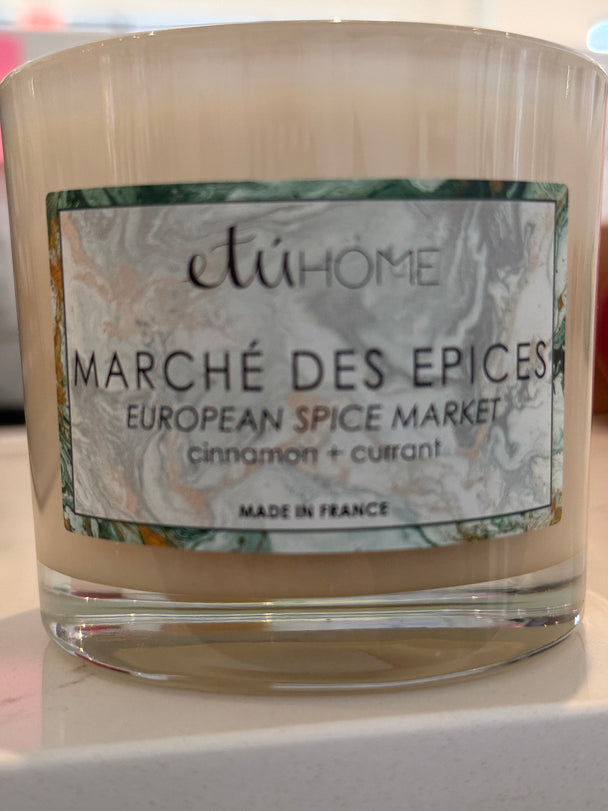 etúHOME
MARCHÉ DES EPICES
EUROPEAN SPICE MARKET
cinnamon + currant
MADE IN FRANCE